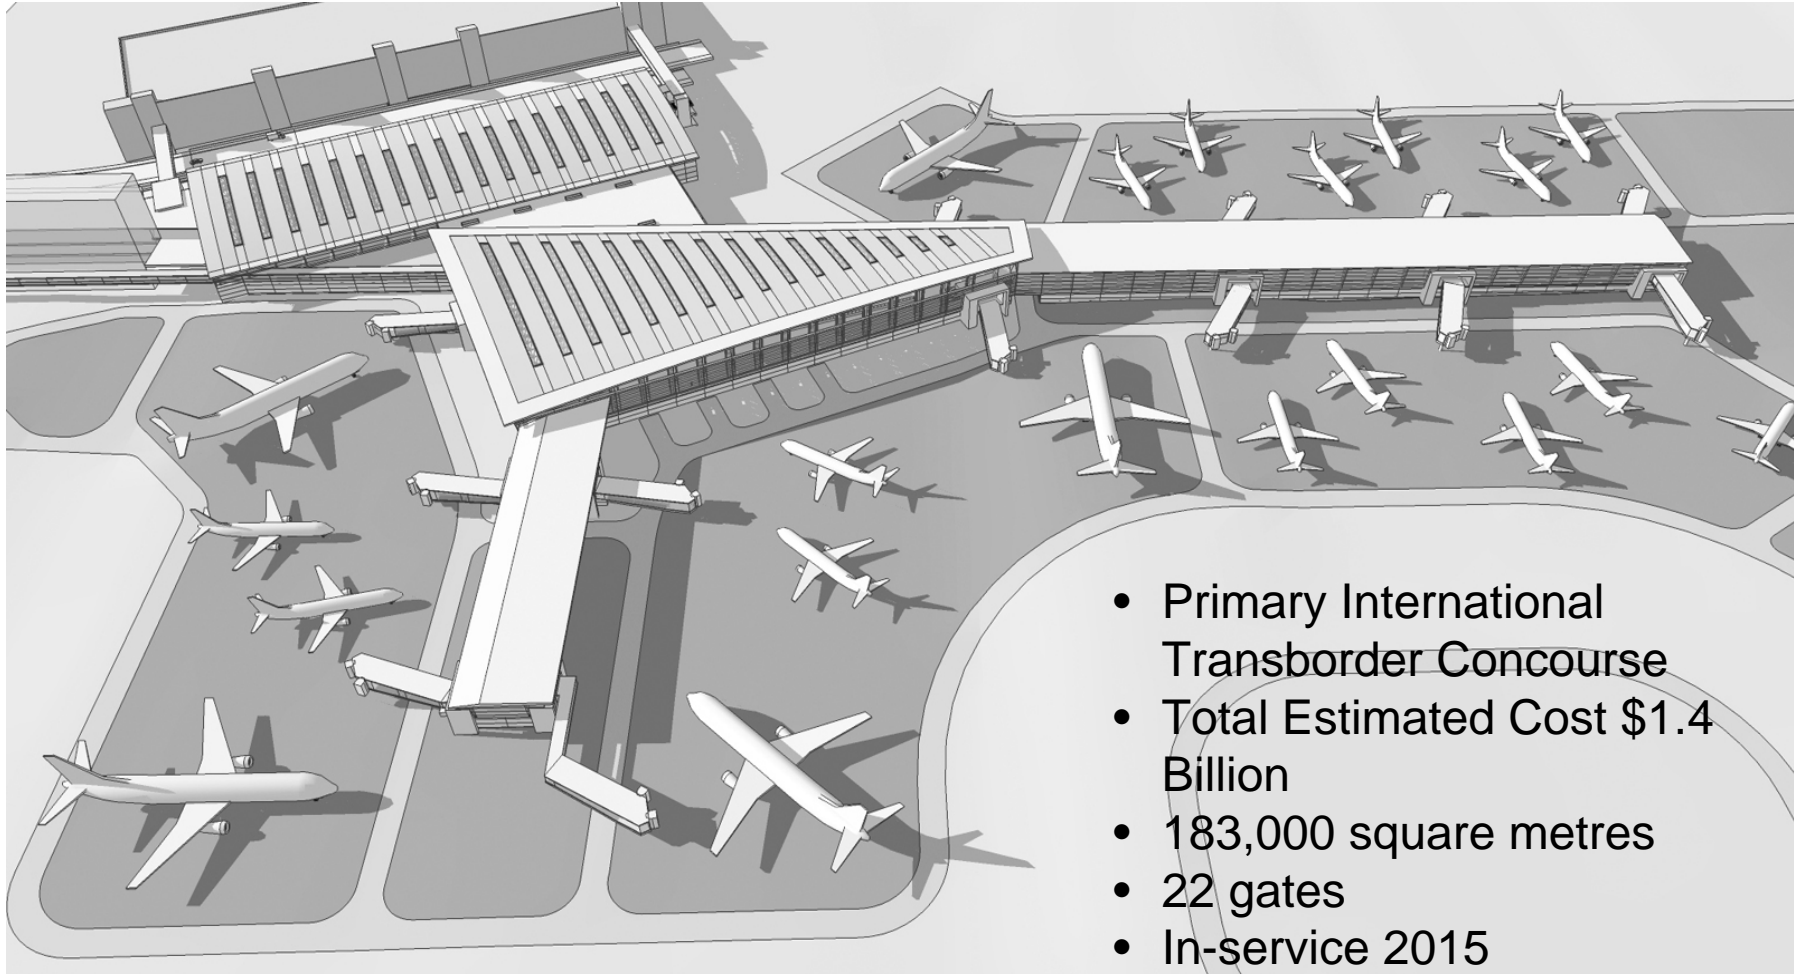 • Primary International
Transborder Concourse
• Total Estimated Cost $1.4
Billion
• 183,000 square metres
• 22 gates
• In-service 2015